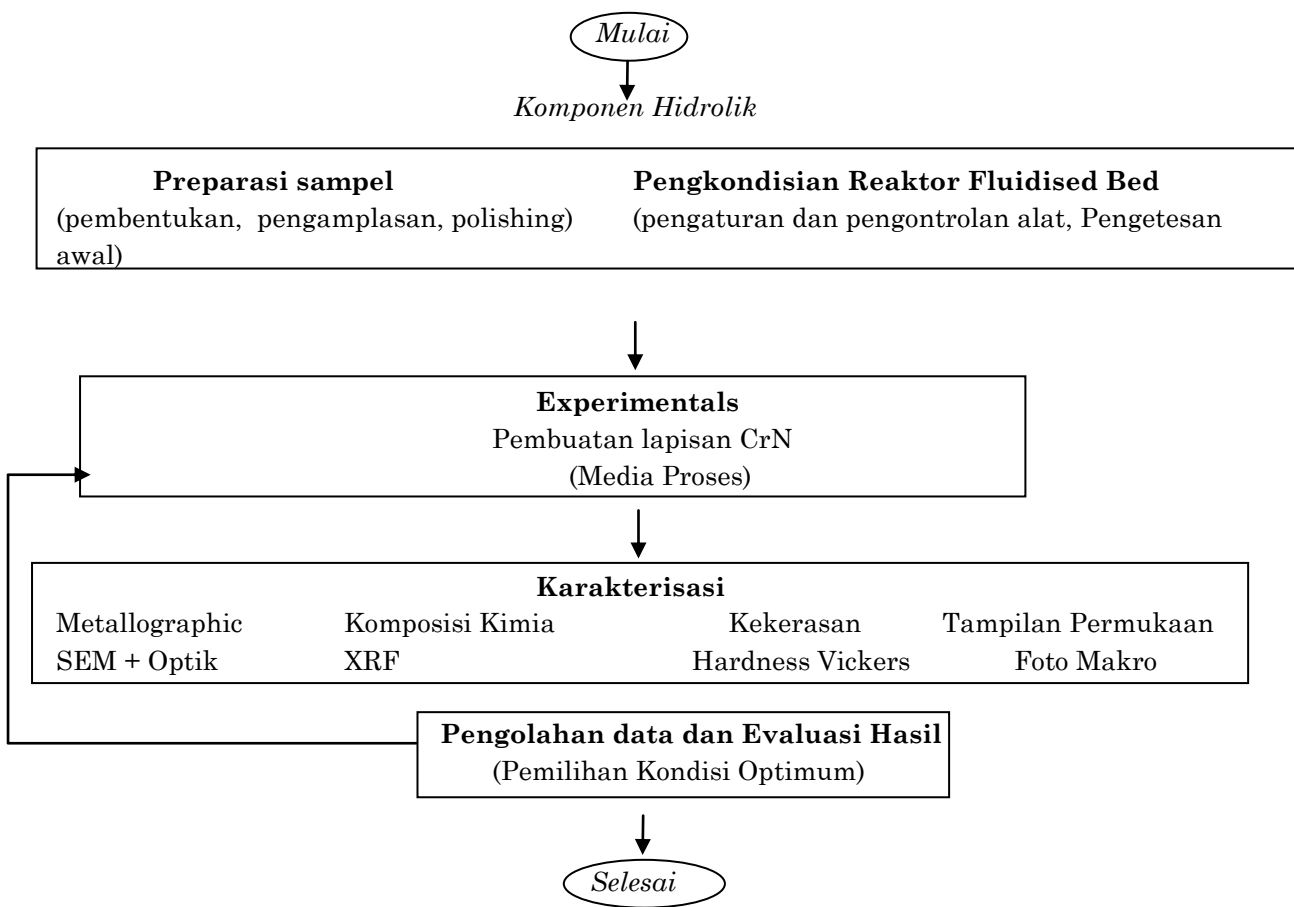 Mulai
Komponen Hidrolik
Preparasi sampel Pengkondisian Reaktor Fluidised Bed
(pembentukan, pengamplasan, polishing) (pengaturan dan pengontrolan alat, Pengetesan
awal)
Experimentals
Pembuatan lapisan CrN
(Media Proses)
Karakterisasi
Metallographic Komposisi Kimia Kekerasan Tampilan Permukaan
SEM + Optik XRF Hardness Vickers Foto Makro
Pengolahan data dan Evaluasi Hasil
(Pemilihan Kondisi Optimum)
Selesai